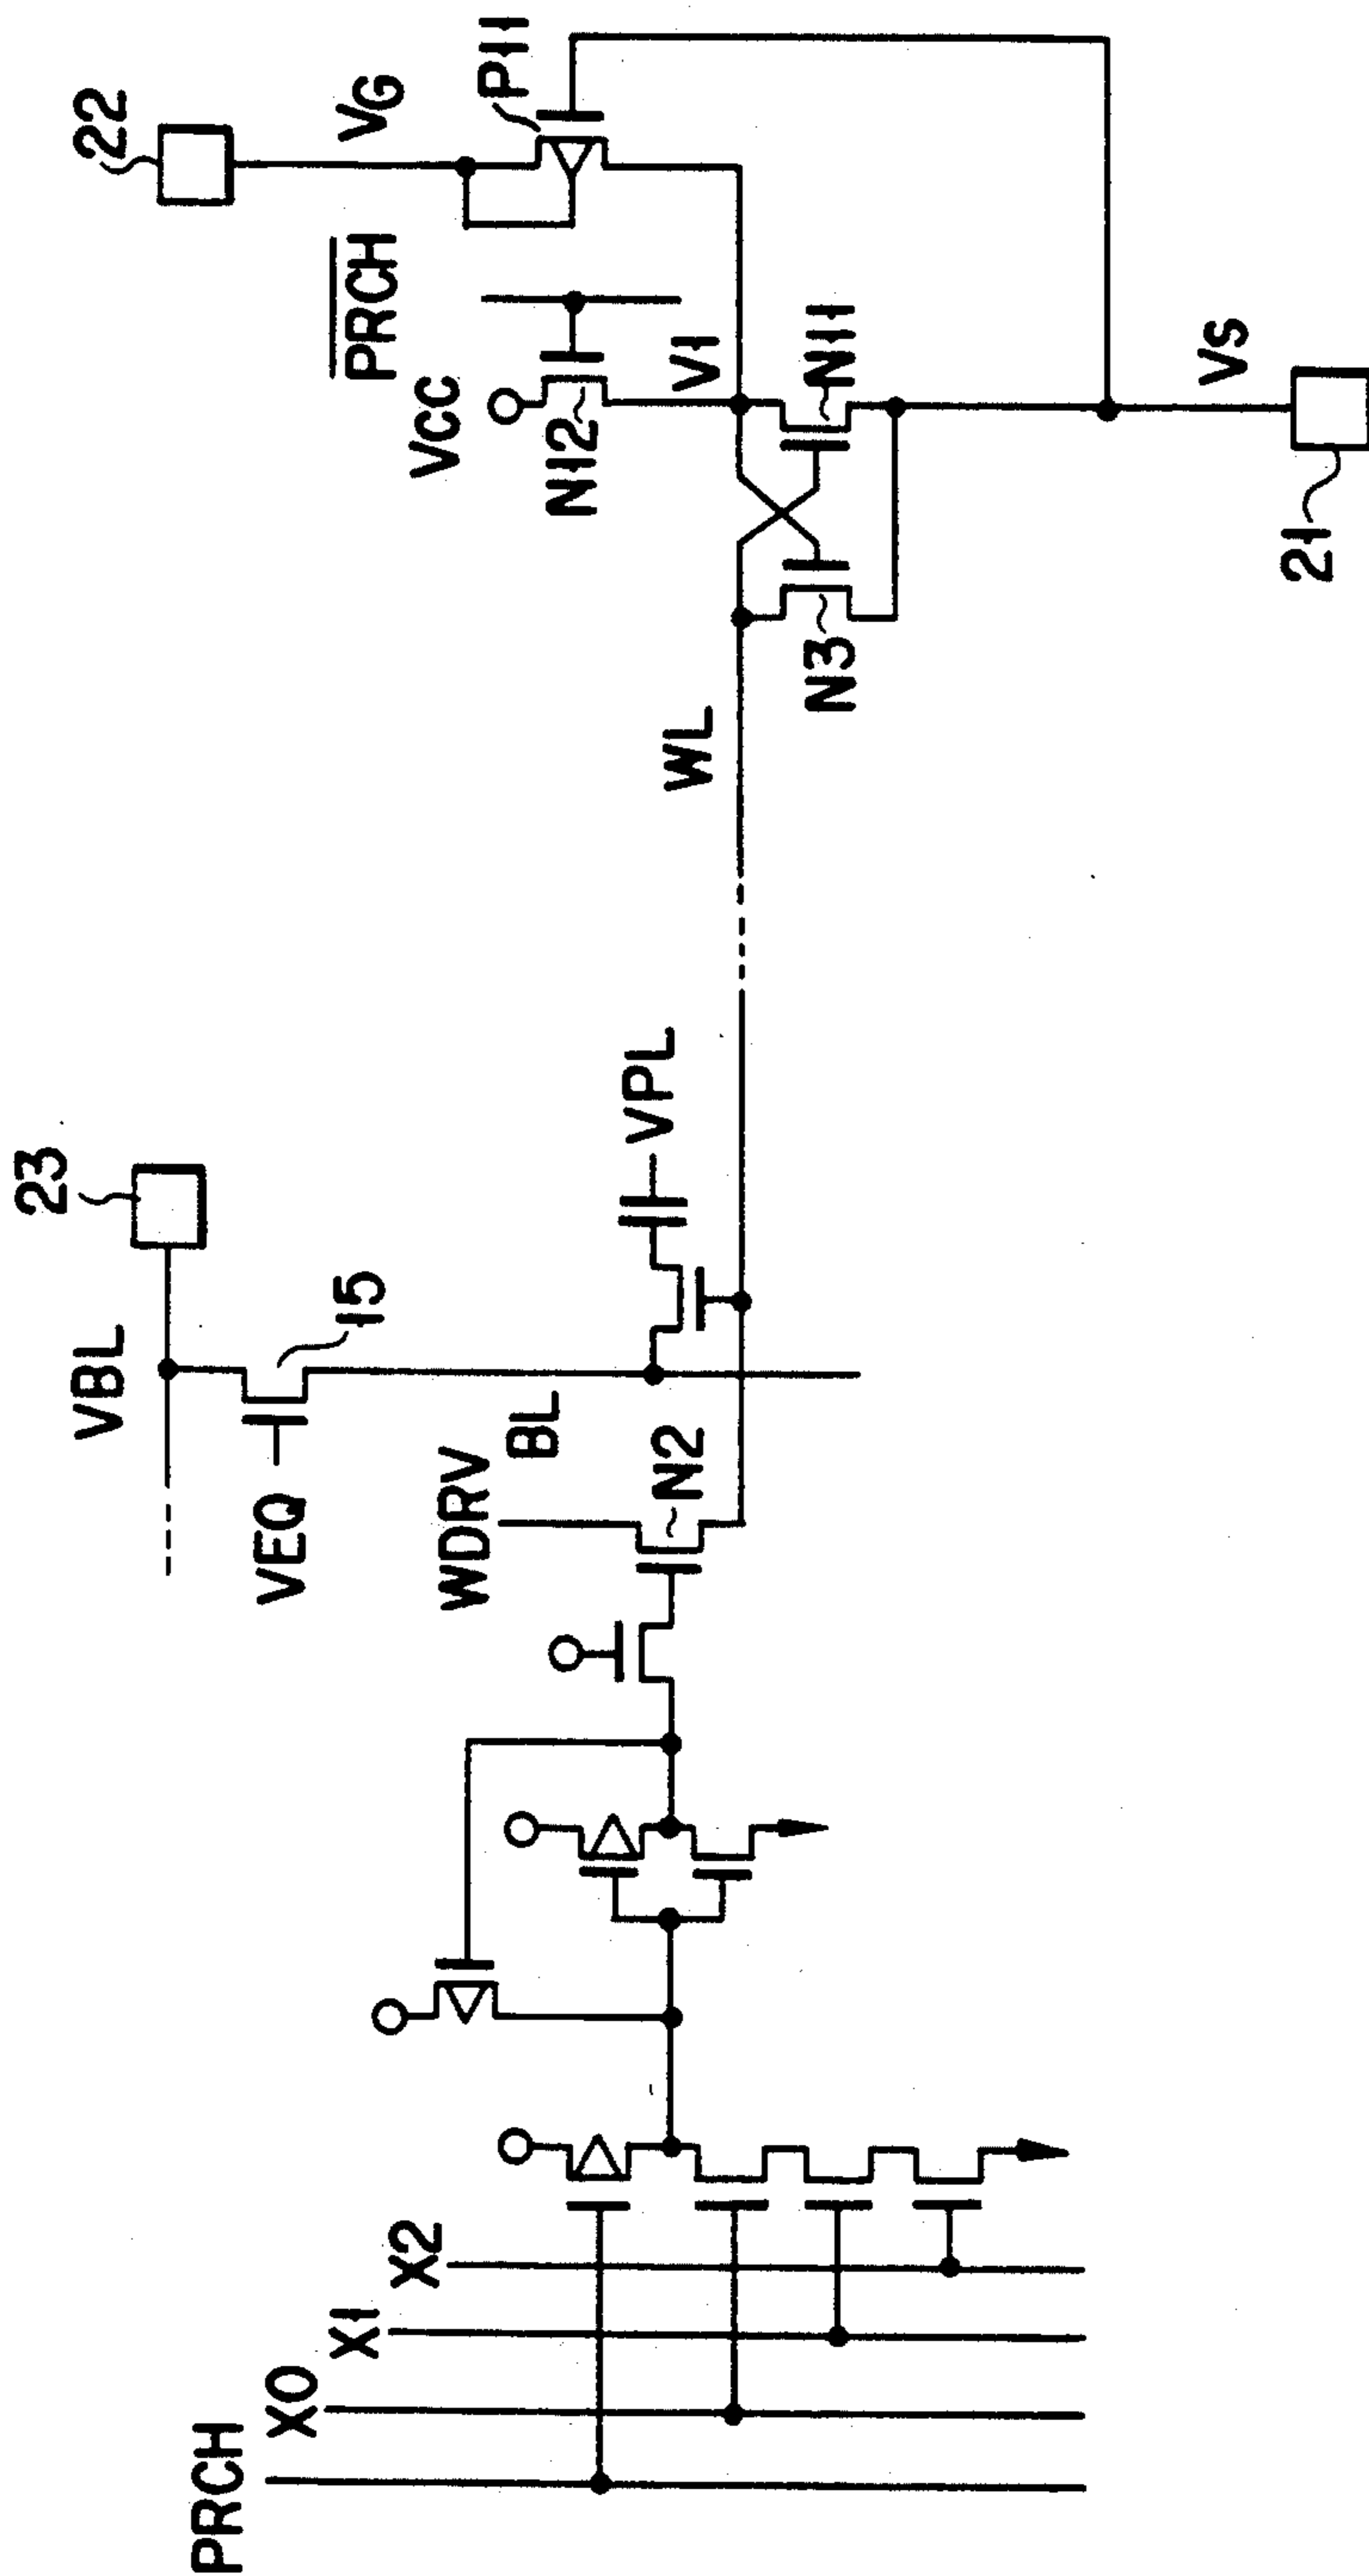 23
22
VBL
PRCH
VEQ
X0
X1
15
P̅R̅C̅H̅
VG
X2
VCC
WDRV
P11
BL
N12
VPL
N2
WL
V1
N3
N11
VS
21